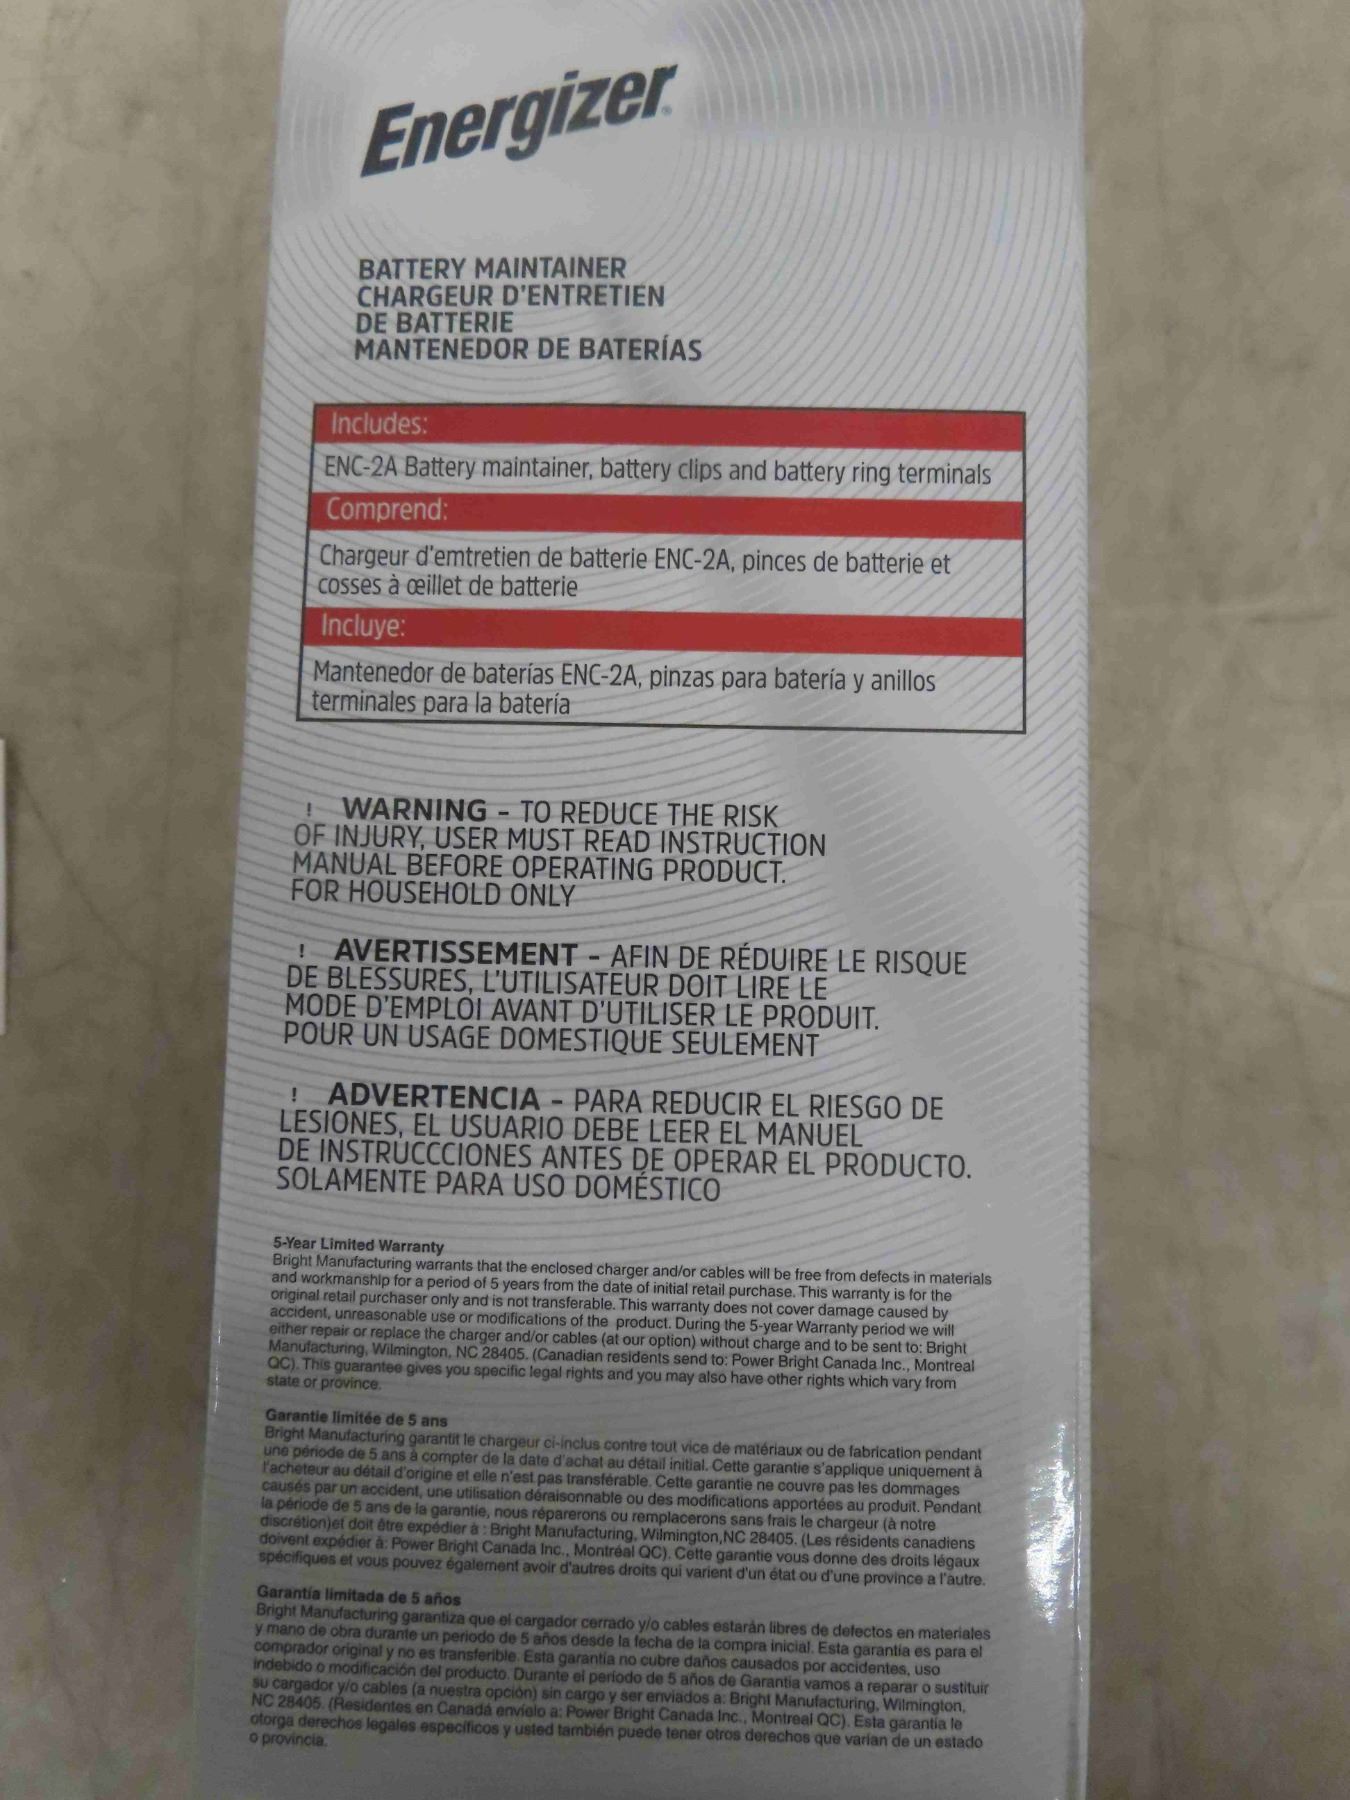 Energizer®
BATTERY MAINTAINER
CHARGEUR D'ENTRETIEN
DE BATTERIE
MANTENEDOR DE BATERÍAS
Includes:
ENC-2A Battery maintainer, battery clips and battery ring terminals
Comprend:
Chargeur d'emtretien de batterie ENC-2A, pinces de batterie et
cosses à œillet de batterie
Incluye:
Mantenedor de baterías ENC-2A, pinzas para batería y anillos
terminales para la batería
! WARNING - TO REDUCE THE RISK
OF INJURY, USER MUST READ INSTRUCTION
MANUAL BEFORE OPERATING PRODUCT.
FOR HOUSEHOLD ONLY
! AVERTISSEMENT - AFIN DE RÉDUIRE LE RISQUE
DE BLESSURES, L'UTILISATEUR DOIT LIRE LE
MODE D'EMPLOI AVANT D'UTILISER LE PRODUIT.
POUR UN USAGE DOMESTIQUE SEULEMENT
! ADVERTENCIA - PARA REDUCIR EL RIESGO DE
LESIONES, EL USUARIO DEBE LEER EL MANUEL
DE INSTRUCCCIONES ANTES DE OPERAR EL PRODUCTO.
SOLAMENTE PARA USO DOMÉSTICO
5-Year Limited Warranty
Bright Manufacturing warrants that the enclosed charger and/or cables will be free from defects in materials
and workmanship for a period of 5 years from the date of initial retail purchase. This warranty is for the
original retail purchaser only and is not transferable. This warranty does not cover damage caused by
accident, unreasonable use or modifications of the product. During the 5-year Warranty period we will
either repair or replace the charger and/or cables (at our option) without charge and to be sent to: Bright
Manufacturing, Wilmington, NC 28405. (Canadian residents send to: Power Bright Canada Inc., Montreal
QC). This guarantee gives you specific legal rights and you may also have other rights which vary from
state or province.
Garantie limitée de 5 ans
Bright Manufacturing garantit le chargeur ci-inclus contre tout vice de matériaux ou de fabrication pendant
une période de 5 ans à compter de la date d'achat au détail initial. Cette garantie s'applique uniquement à
l'acheteur au détail d'origine et elle n'est pas transférable. Cette garantie ne couvre pas les dommages
causés par un accident, une utilisation déraisonnable ou des modifications apportées au produit. Pendant
la période de 5 ans de la garantie, nous réparerons ou remplacerons sans frais le chargeur (à notre
discrétion)et doit être expédier à : Bright Manufacturing, Wilmington,NC 28405. (Les résidents canadiens
doivent expédier à: Power Bright Canada Inc., Montréal QC). Cette garantie vous donne des droits légaux
spécifiques et vous pouvez également avoir d'autres droits qui varient d'un état ou d'une province a l'autre.
Garantía limitada de 5 años
Bright Manufacturing garantiza que el cargador cerrado y/o cables estarán libres de defectos en materiales
y mano de obra durante un periodo de 5 años desde la fecha de la compra inicial. Esta garantía es para el
comprador original y no es transferible. Esta garantía no cubre daños causados por accidentes, uso
indebido o modificación del producto. Durante el período de 5 años de Garantía vamos a reparar o sustituir
su cargador y/o cables (a nuestra opción) sin cargo y ser enviados a: Bright Manufacturing, Wilmington,
NC 28405. (Residentes en Canadá envíelo a: Power Bright Canada Inc., Montreal QC). Esta garantía le
otorga derechos legales específicos y usted también puede tener otros derechos que varían de un estado
o provincia.